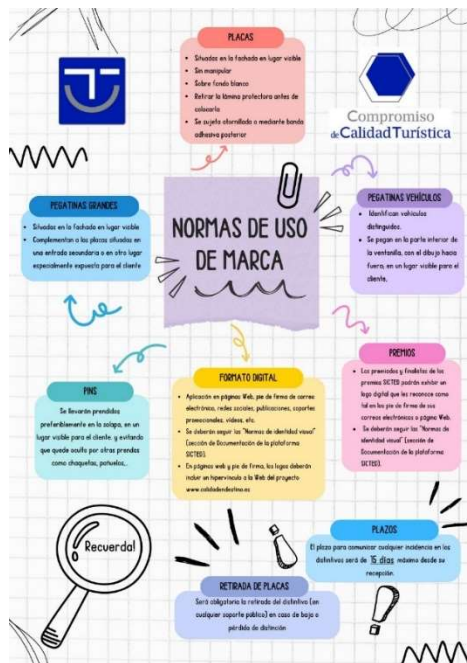 PLACAS
Situadas en la fachada en lugar visible
Sin manipular
Sobre fondo blanco
Retirar la lámina protectora antes de
colocarla
Se sujeta atornillada o mediante banda
adhesiva posterior
Compromiso
de Calidad Turística
PEGATINAS GRANDES
Situadas en la fachada en lugar visible
Complementan a las placas situadas en
una entrada secundaria o en otro lugar
especialmente expuesto para el cliente
NORMAS DE USO
DE MARCA
PEGATINAS VEHÍCULOS
Identifican vehículos
distinguidos.
Se pegan en la parte interior de
la ventanilla, con el dibujo hacia
fuera, en un lugar visible para el
cliente.
PINS
Se llevarán prendidos
preferiblemente en la solapa, en un
lugar visible para el cliente, y evitando
que quede oculto por otras prendas
como chaquetas, pañuelos,..
FORMATO DIGITAL
Aplicación en páginas Web, pie de firma de correo
electrónico, redes sociales, publicaciones, soportes
promocionales, vídeos, etc.
Se deberán seguir las "Normas de identidad visual"
(sección de Documentación de la plataforma
SICTED).
En páginas web y pie de firma, los logos deberán
incluir un hipervínculo a la Web del proyecto
www.calidadendestino.es
PREMIOS
Los premiados y finalistas de los
premios SICTED podrán exhibir un
logo digital que les reconoce como
tal en los pie de firma de sus
correos electrónicos o página Web.
Se deberán seguir las "Normas de
identidad visual" (sección de
Documentación de la plataforma
SICTED).
Recuerda!
PLAZOS
El plazo para comunicar cualquier incidencia en los
distintivos será de 15 días máximo desde su
recepción.
RETIRADA DE PLACAS
Será obligatoria la retirada del distintivo (en
cualquier soporte público) en caso de baja o
pérdida de distinción